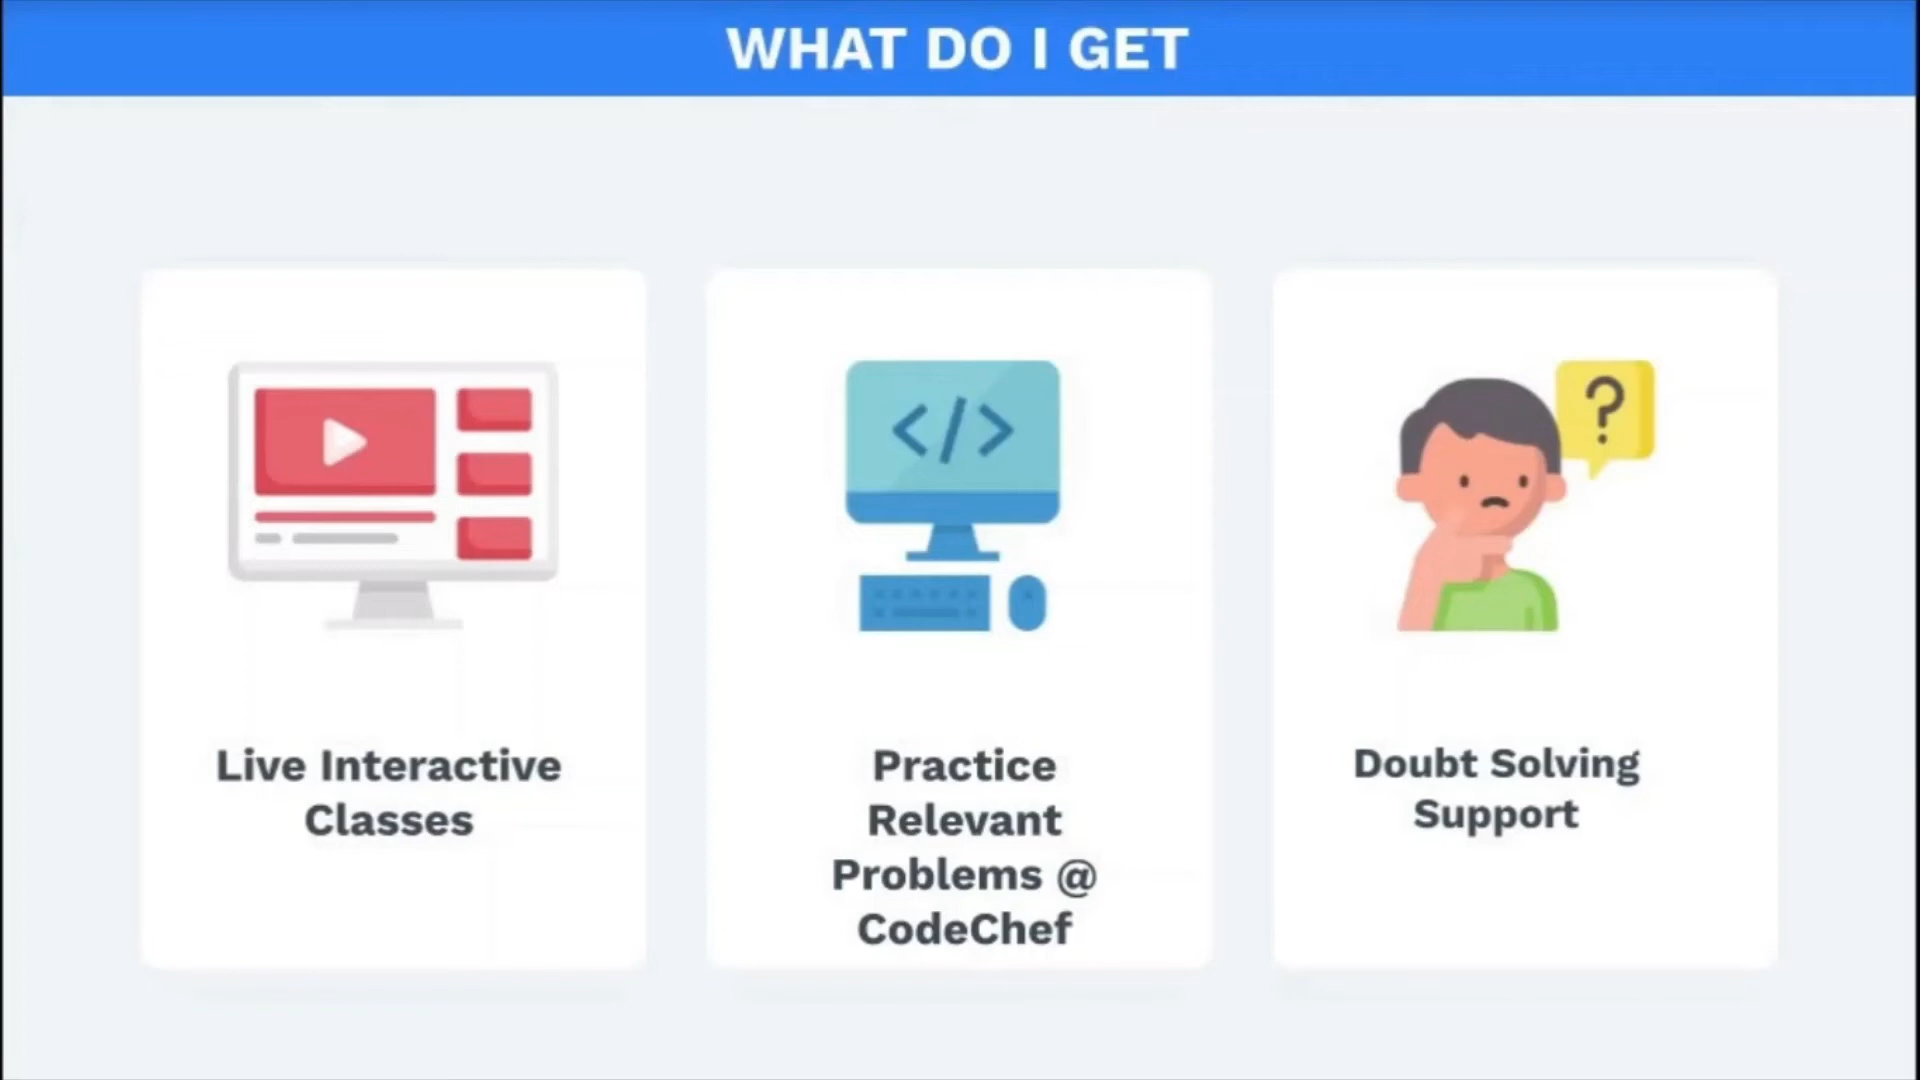 WHAT DO I GET
Live Interactive
Classes
Practice
Relevant
Problems @
CodeChef
Doubt Solving
Support